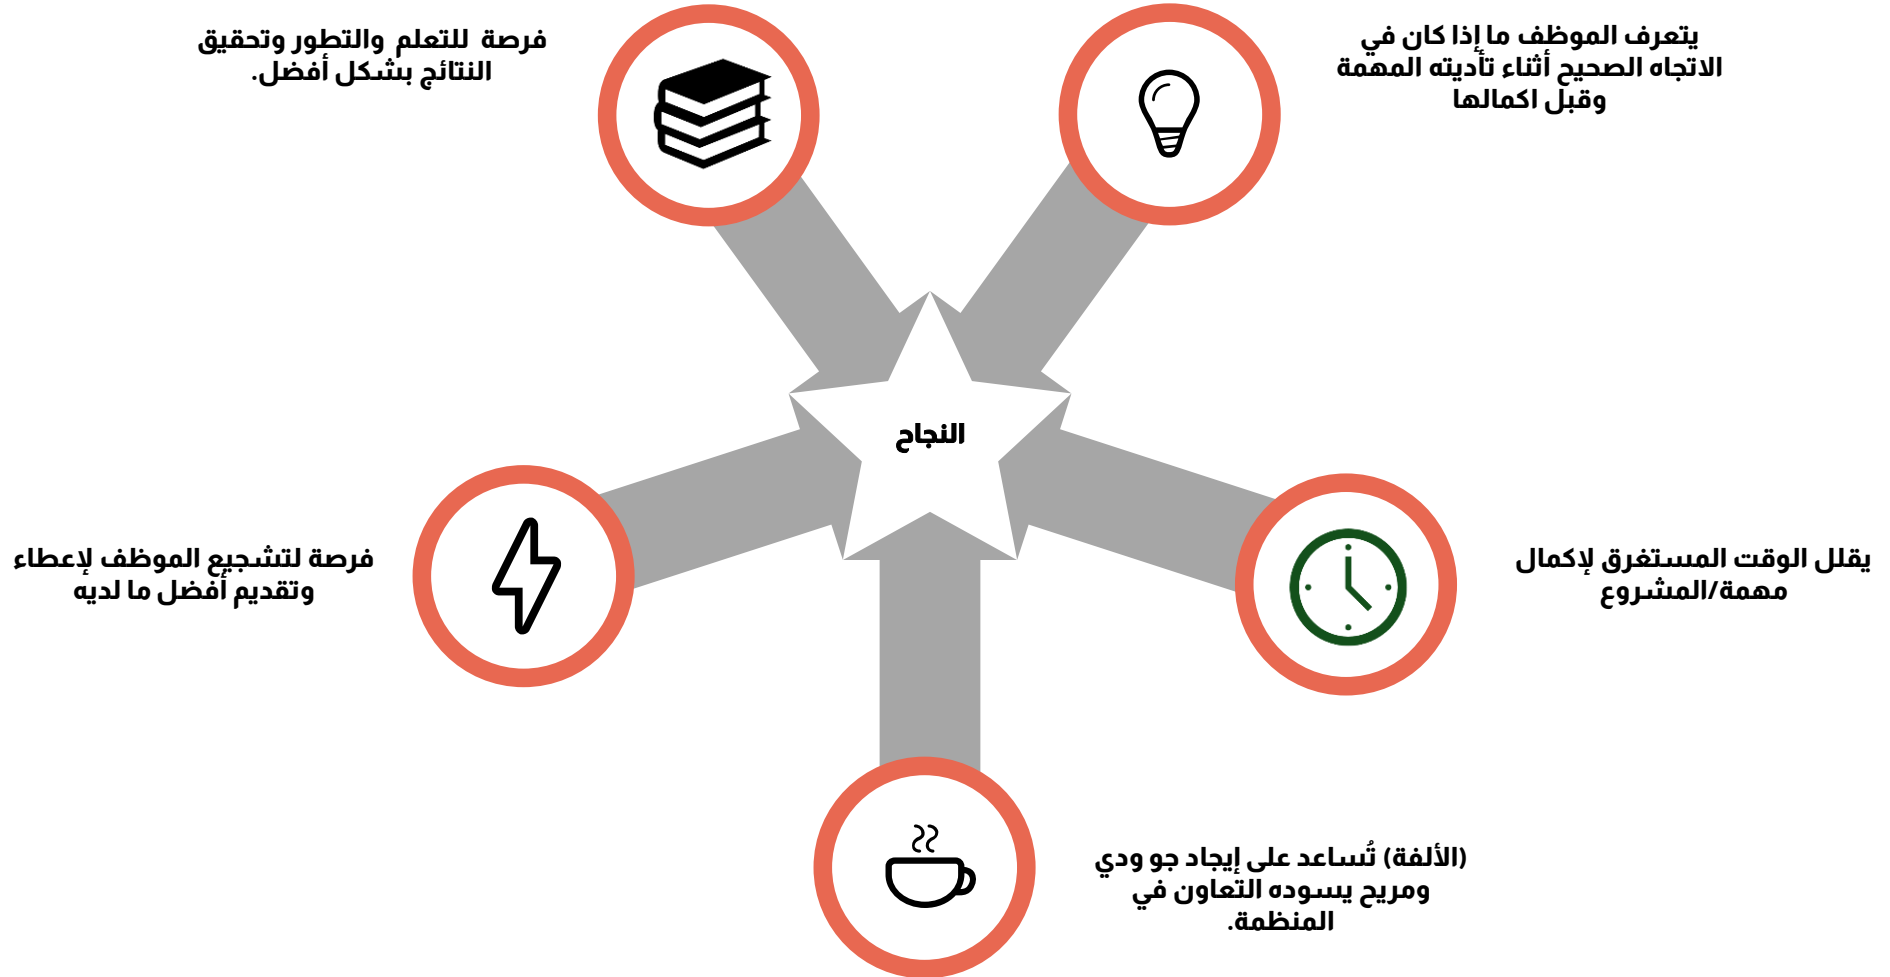 يتعرف الموظف ما إذا كان في
الاتجاه الصحيح أثناء تأديته المهمة
وقبل اكمالها
فرصة للتعلم والتطور وتحقيق
النتائج بشكل أفضل.
النجاح
يقلل الوقت المستغرق لإكمال
مهمة/المشروع
فرصة لتشجيع الموظف لإعطاء
وتقديم أفضل ما لديه
(الألفة) تُساعد على إيجاد جو ودي
ومريح يسوده التعاون في
المنظمة.